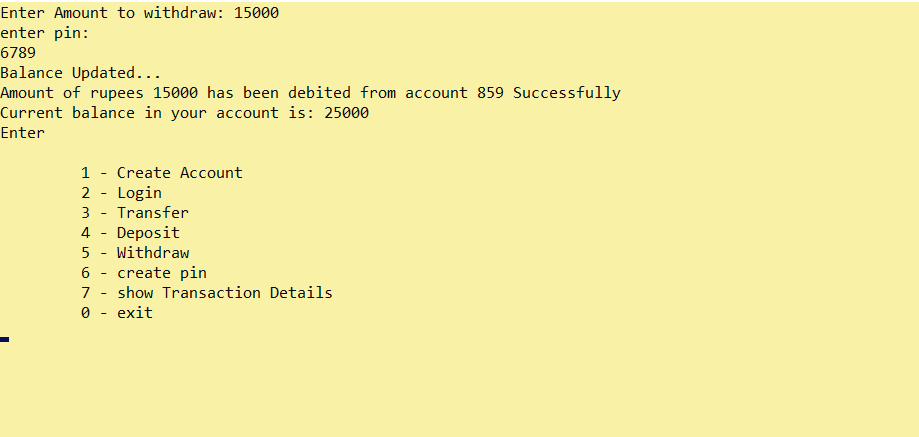 Enter Amount to withdraw: 15000
enter pin:
6789
Balance Updated...
Amount of rupees 15000 has been debited from account 859 Successfully
Current balance in your account is: 25000
Enter
1 - Create Account
2 - Login
3 - Transfer
4 - Deposit
5 - Withdraw
6 - create pin
7 - show Transaction Details
0 - exit